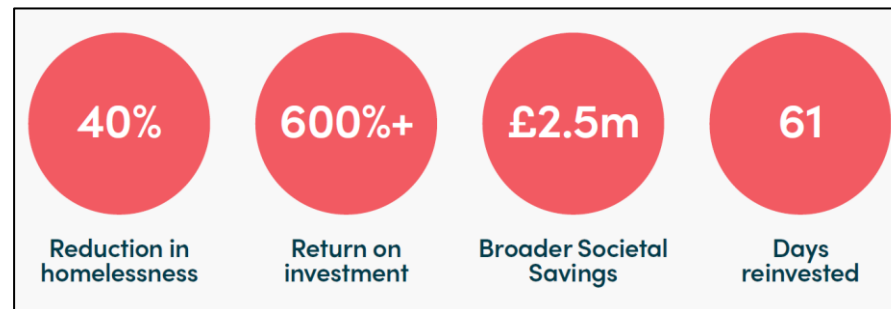 40%
Reduction in
homelessness
600%+
Return on
investment
£2.5m
Broader Societal
Savings
61
Days
reinvested